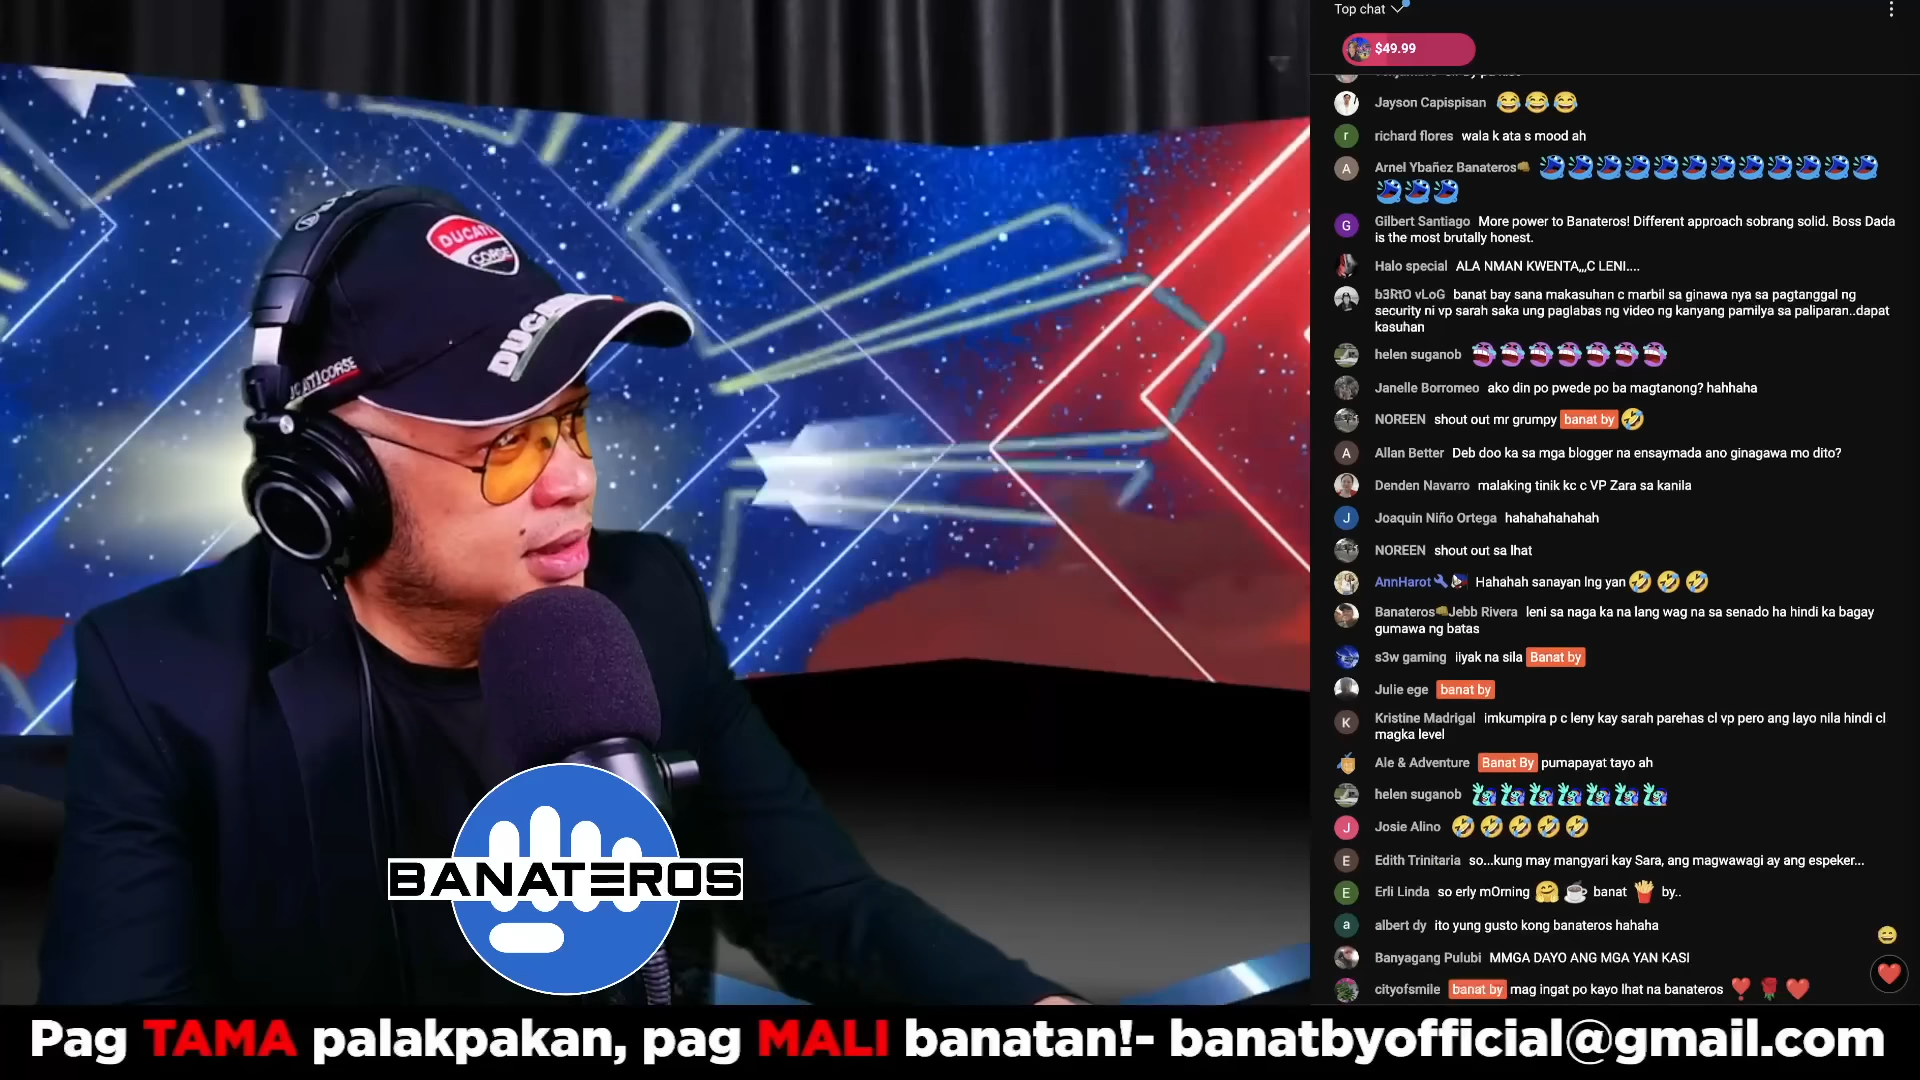 Top chat
$49.99
Jayson Capispisan
richard flores wala k ata s mood ah
Arnel Ybañez Banateros
Gilbert Santiago More power to Banateros! Different approach sobrang solid. Boss Dada
is the most brutally honest.
Halo special ALA NMAN KWENTA,,,C LENI....
b3RtO vLoG banat bay sana makasuhan c marbil sa ginawa nya sa pagtanggal ng
security ni vp sarah saka ung paglabas ng video ng kanyang pamilya sa paliparan..dapat
kasuhan
helen suganob
Janelle Borromeo ako din po pwede po ba magtanong? hahhaha
NOREEN shout out mr grumpy banat by
Allan Better Deb doo ka sa mga blogger na ensaymada ano ginagawa mo dito?
Denden Navarro malaking tinik kc c VP Zara sa kanila
Joaquin Niño Ortega hahahahahahah
NOREEN shout out sa lhat
AnnHarot Hahahah sanayan lng yan
Banateros Jebb Rivera leni sa naga ka na lang wag na sa senado ha hindi ka bagay
gumawa ng batas
s3w gaming iiyak na sila Banat by
Julie ege banat by
Kristine Madrigal imkumpira p c leny kay sarah parehas cl vp pero ang layo nila hindi cl
magka level
Ale & Adventure Banat By pumapayat tayo ah
helen suganob
Josie Alino
Edith Trinitaria so...kung may mangyari kay Sara, ang magwawagi ay ang espeker...
Erli Linda so erly mOrning banat by..
albert dy ito yung gusto kong banateros hahaha
Banyagang Pulubi MMGA DAYO ANG MGA YAN KASI
cityofsmile banat by mag ingat po kayo lhat na banateros
DUCATI
CORSE
BANATEROS
Pag TAMA palakpakan, pag MALI banatan!- banatbyofficial@gmail.com